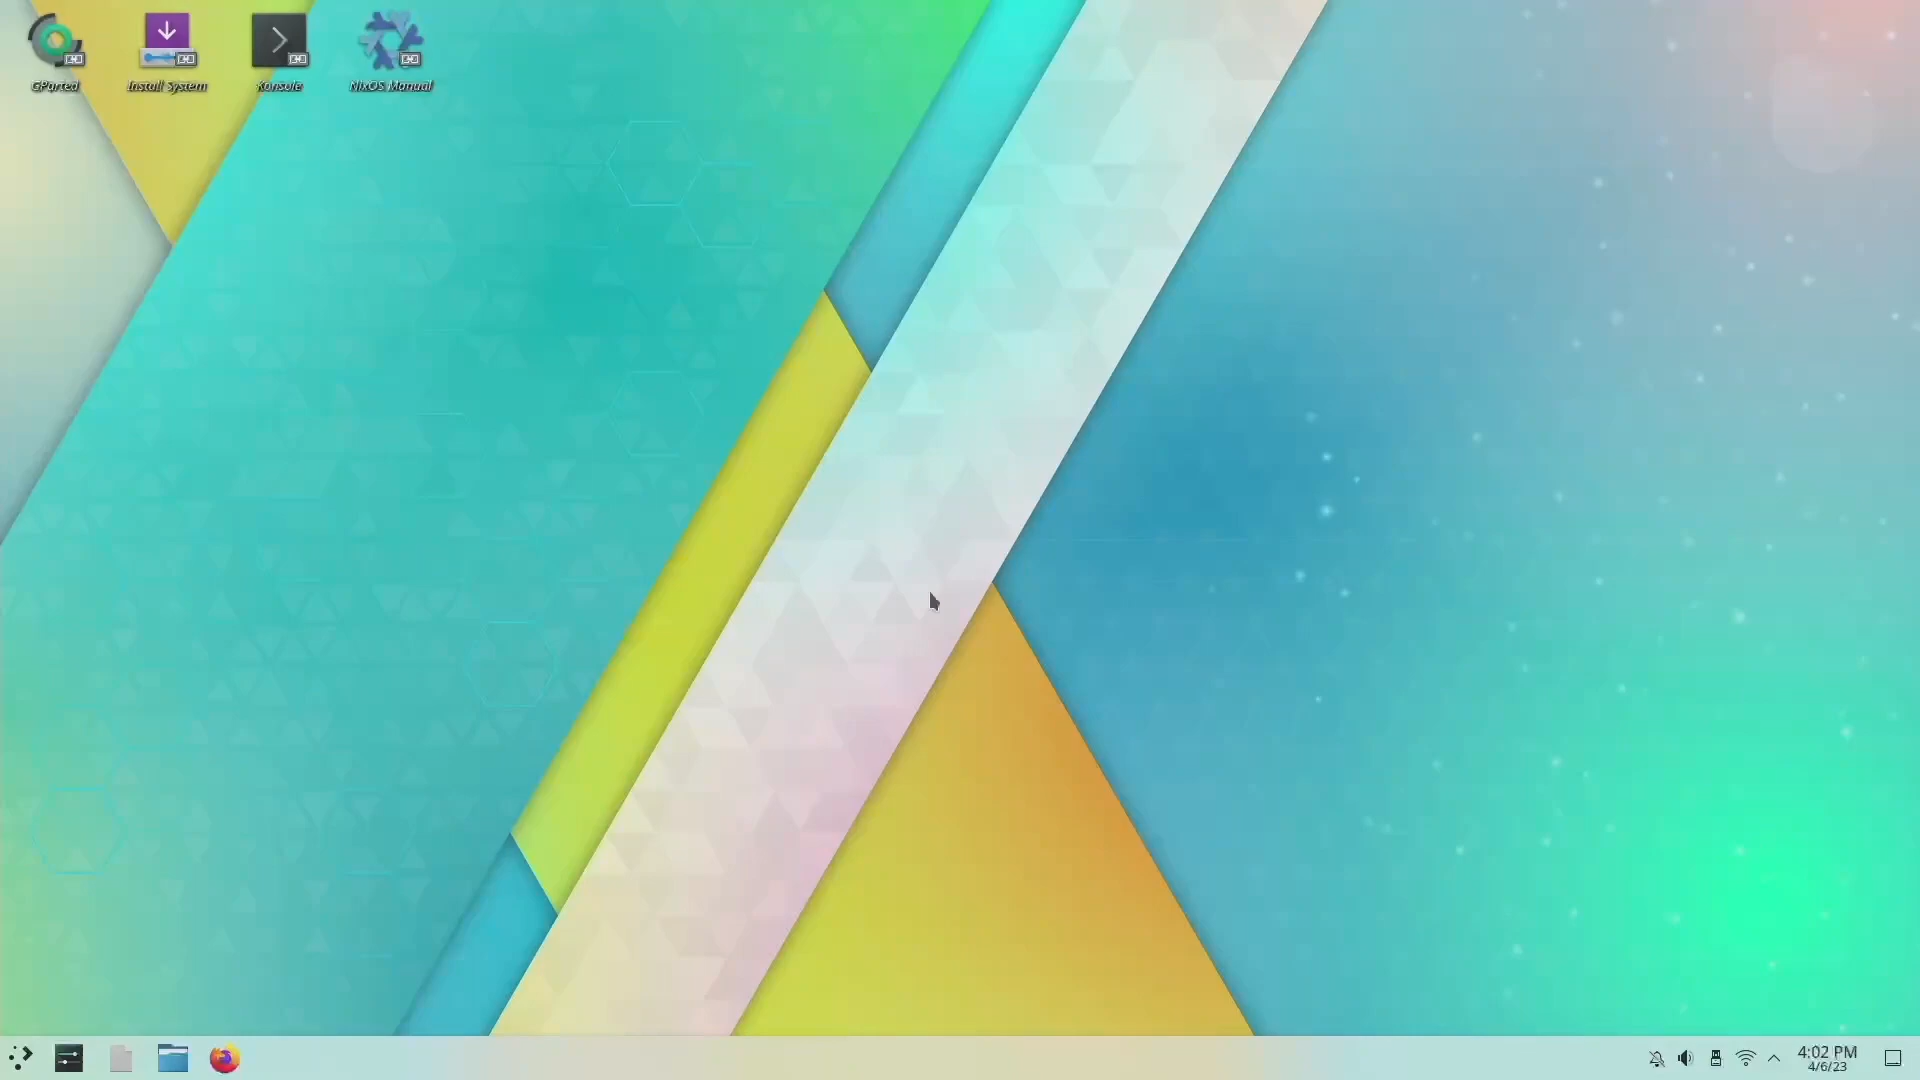 GParted
Install System
Konsole
NixOS Manual
4:02 PM
4/6/23